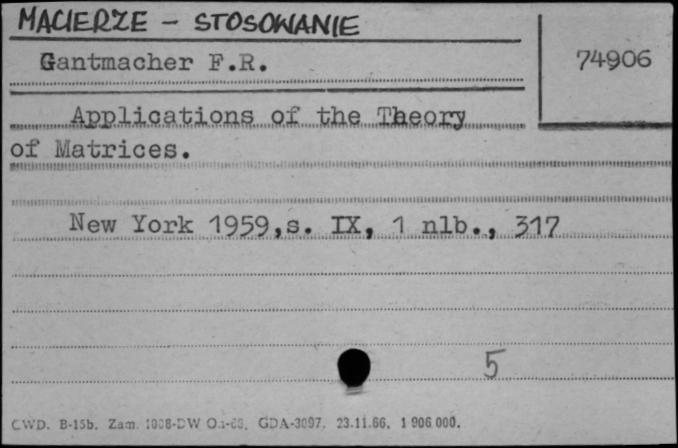 MACIERZE - STOSOWANIE
74906
Gantmacher F.R.
Applications of the Theory
of Matrices.
New York 1959,s. IX, 1 nlb., 317
5
CWD. B-15b. Zam. GDA-3097. 23.11.66. 1 906 000.